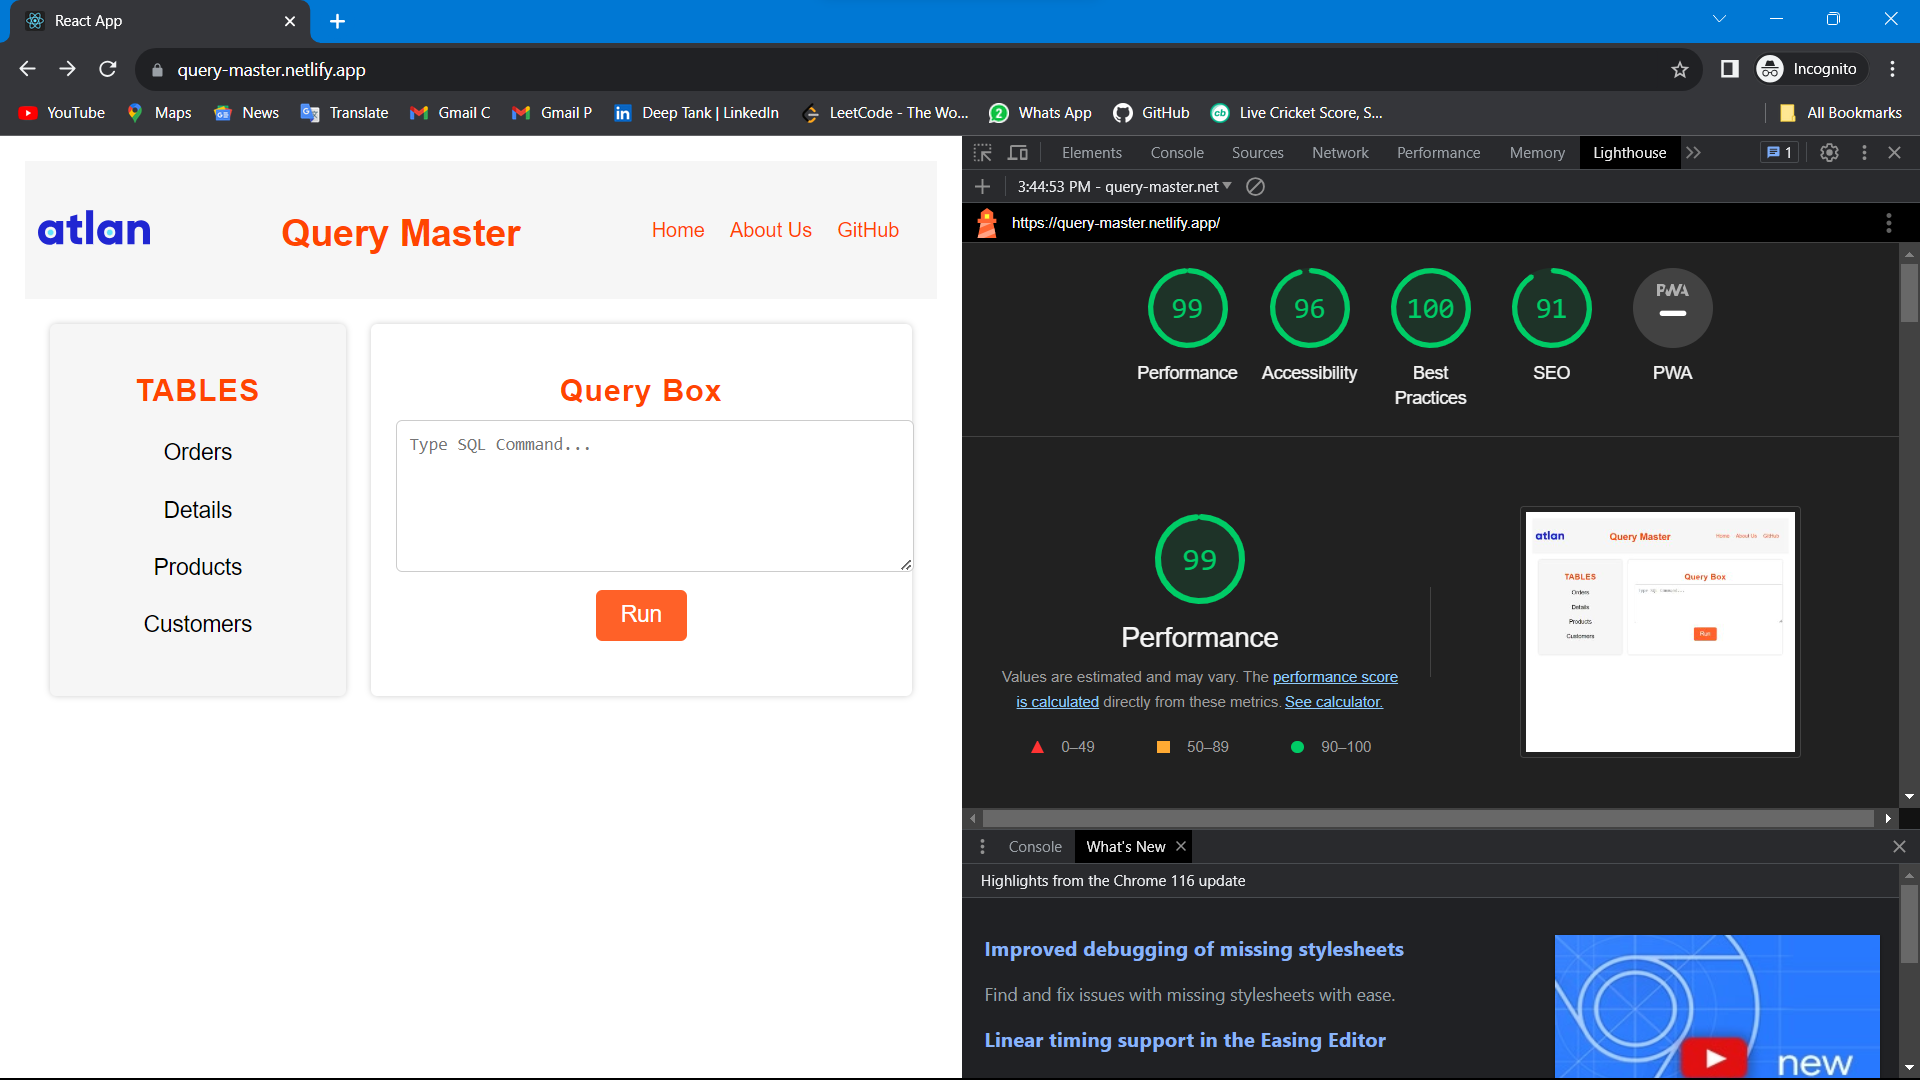 React App
query-master.netlify.app
Incognito
YouTube
Maps
News
Translate
Gmail C
Gmail P
Deep Tank | LinkedIn
LeetCode - The Wo...
2
Whats App
GitHub
cb
Live Cricket Score, S...
All Bookmarks
atlan
Query Master
Home
About Us
GitHub
TABLES
Orders
Details
Products
Customers
Query Box
Type SQL Command...
Run
Elements
Console
Sources
Network
Performance
Memory
Lighthouse
1
3:44:53 PM - query-master.net
https://query-master.netlify.app/
99
96
100
91
PWA
Performance
Accessibility
Best
Practices
SEO
PWA
99
Performance
Values are estimated and may vary. The performance score
is calculated directly from these metrics. See calculator.
0–49
50–89
90–100
atlan
Query Master
Home
About Us
GitHub
TABLES
Orders
Details
Products
Customers
Query Box
Type SQL Command...
Run
Console
What's New
Highlights from the Chrome 116 update
Improved debugging of missing stylesheets
Find and fix issues with missing stylesheets with ease.
Linear timing support in the Easing Editor
new